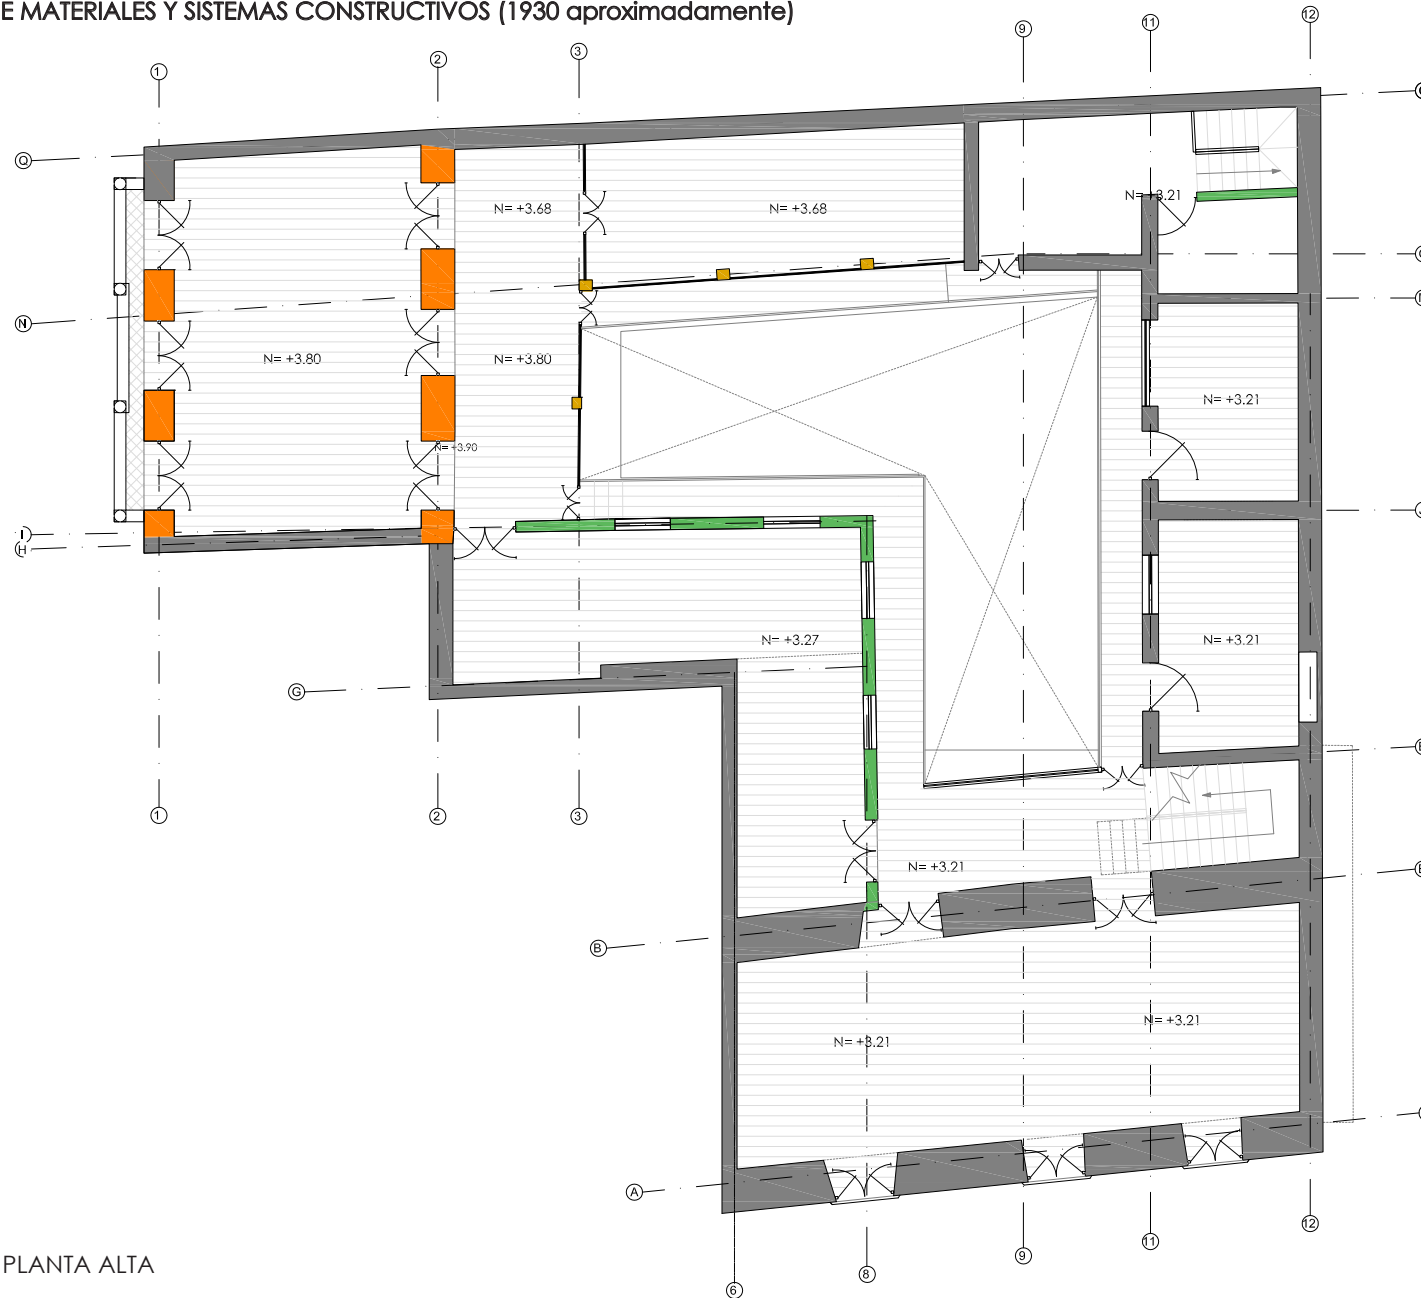 E MATERIALES Y SISTEMAS CONSTRUCTIVOS (1930 aproximadamente)
12
11
9
3
2
1
Q
N= +3.21
N= +3.68
N= +3.68
N
N= +3.80
N= +3.80
N= +3.21
N= +3.90
I
H
N= +3.27
N= +3.21
G
1
2
3
N= +3.21
B
N= +3.21
N= +3.21
A
12
11
9
8
6
PLANTA ALTA